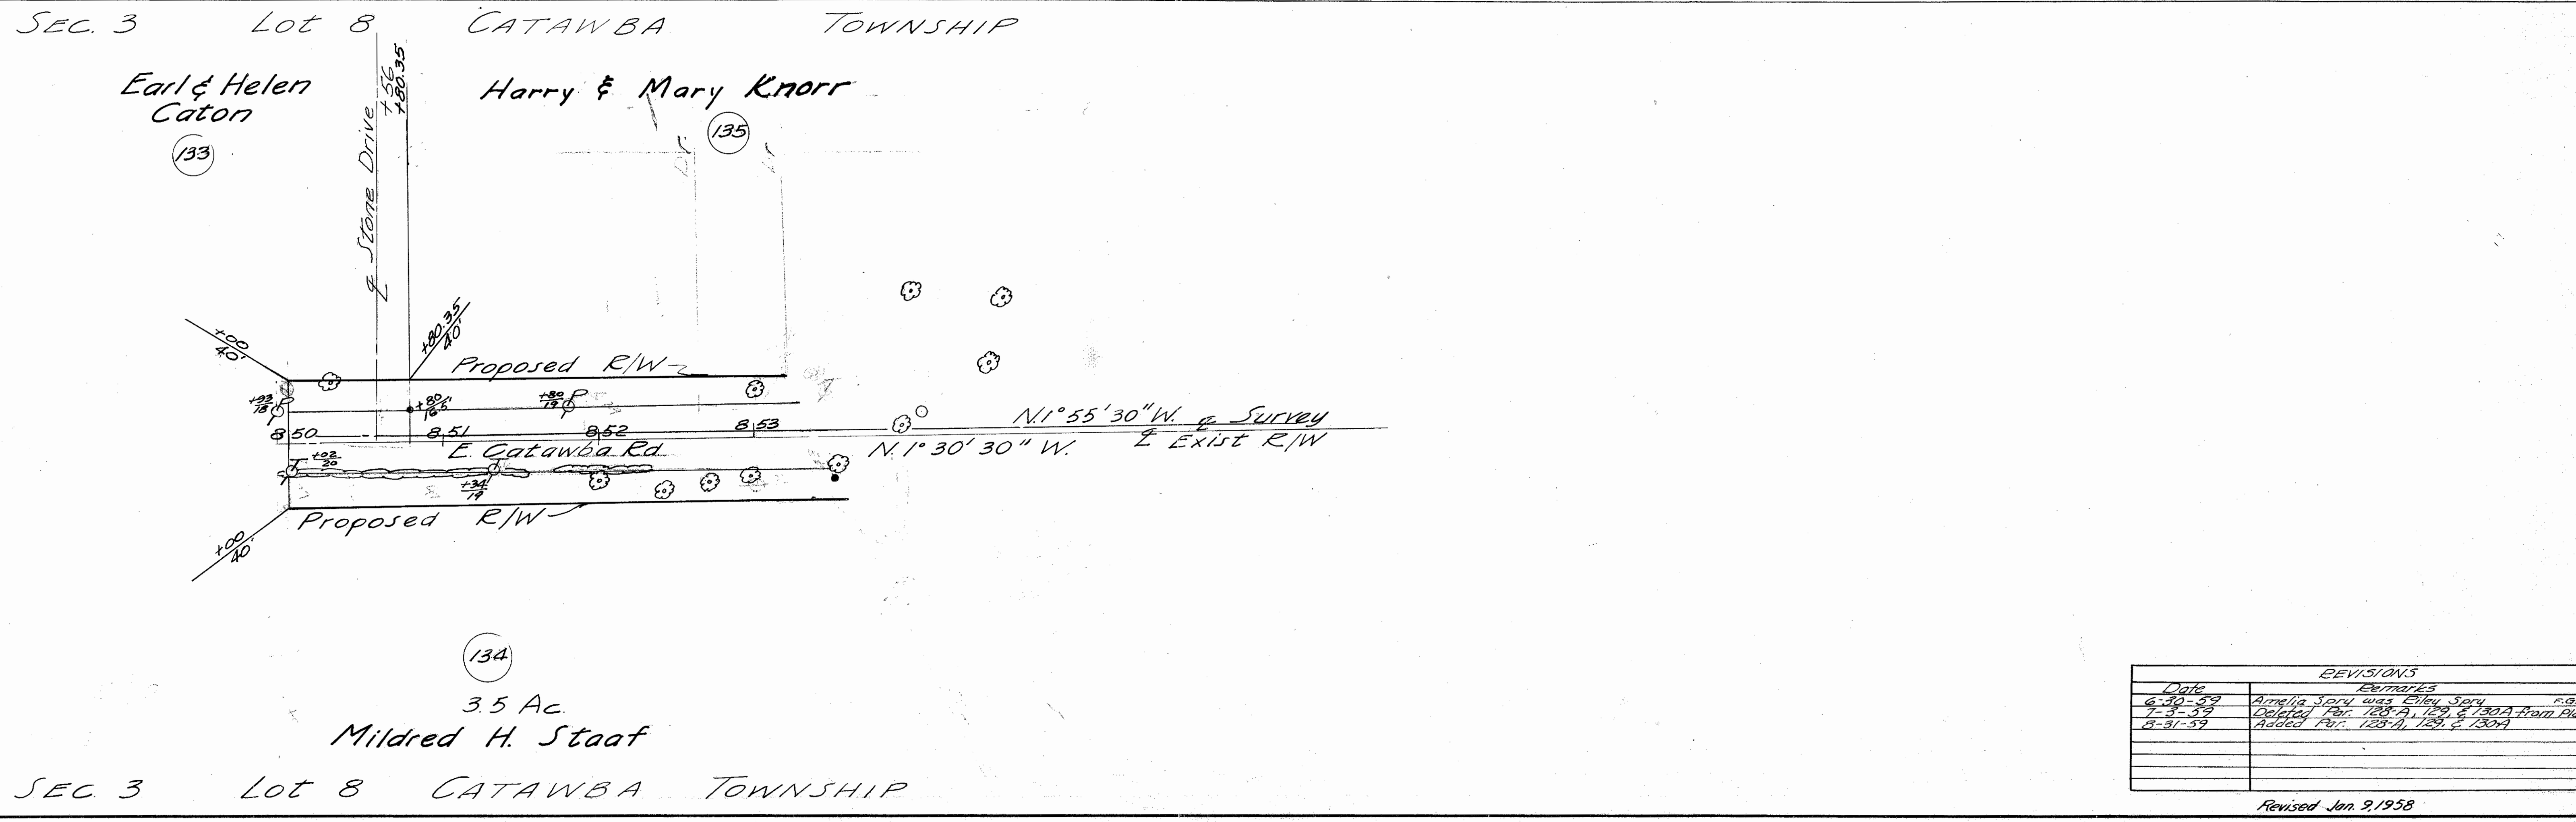 SEC. 3 Lot 8 CATAWBA TOWNSHIP
Earl & Helen
Caton
133
℄ Stone Drive
+56
+80.35
Harry & Mary Knorr
135
Dr.
Dr
+00
40'
+80.35
40'
Proposed R/W
+93
18
P
+80
16.5'
+80
19
P
8,50 8,51 8,52 8,53
E. Catawba Rd.
N.1°55'30"W. ℄ Survey
N.1°30'30"W. ℄ Exist R/W
T
+02
20
+34
19
Proposed R/W
+00
40'
134
3.5 Ac.
Mildred H. Staaf
SEC. 3 Lot 8 CATAWBA TOWNSHIP
REVISIONS
Date Remarks
6-30-59 Amelia Spry was Riley Spry F.G.
7-3-59 Deleted Par. 128-A, 129, & 130A from
8-31-59 Added Par. 128-A, 129, & 130A
Revised Jan. 9,1958